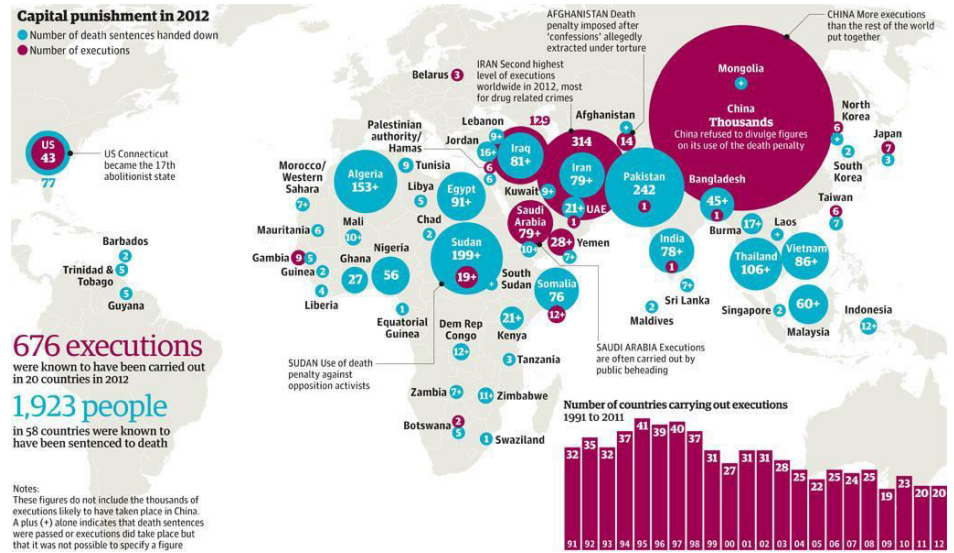 Capital punishment in 2012
Number of death sentences handed down
Number of executions
AFGHANISTAN Death
penalty imposed after
'confessions' allegedly
extracted under torture
CHINA More executions
than the rest of the world
put together
IRAN Second highest
level of executions
worldwide in 2012, most
for drug related crimes
US
43
77
US Connecticut
became the 17th
abolitionist state
Belarus 3
Mongolia
+
China
Thousands
China refused to divulge figures
on its use of the death penalty
North
Korea
6
+
Japan
7
3
2
South
Korea
Taiwan
6
7
Palestinian
authority/
Hamas
6
6
Lebanon
9+
Jordan
16+
129
Iraq
81+
314
Iran
79+
Afghanistan
+
14
Pakistan
242
1
Bangladesh
45+
1
Morocco/
Western
Sahara
7+
Algeria
153+
9 Tunisia
Libya
5
Egypt
91+
Kuwait 9+
21+ UAE
1
Saudi
Arabia
79+
10+
28+ Yemen
7+
Mauritania 6
Mali
10+
Chad
2
Sudan
199+
19+
+
South
Sudan
Somalia
76
12+
India
78+
1
Burma
17+
Laos
+
Thailand
106+
Vietnam
86+
Gambia 9 5
Guinea 2
4
Liberia
Ghana
27
Nigeria
56
1
Equatorial
Guinea
21+
Kenya
7+
Sri Lanka
2
Maldives
Singapore 2
60+
Malaysia
Indonesia
12+
Barbados
2
Trinidad &
Tobago
5
5
Guyana
Dem Rep
Congo
12+
3 Tanzania
Zambia 7+
11+ Zimbabwe
Botswana 2
5
1 Swaziland
SUDAN Use of death
penalty against
opposition activists
SAUDI ARABIA Executions
are often carried out by
public beheading
676 executions
were known to have been carried out
in 20 countries in 2012
1,923 people
in 58 countries were known to
have been sentenced to death
Notes:
These figures do not include the thousands of
executions likely to have taken place in China.
A plus (+) alone indicates that death sentences
were passed or executions did take place but
that it was not possible to specify a figure
Number of countries carrying out executions
1991 to 2011
32 35 32 37 41 39 40 37 31 27 31 31 28 25 22 25 24 25 19 23 20 20
91 92 93 94 95 96 97 98 99 00 01 02 03 04 05 06 07 08 09 10 11 12